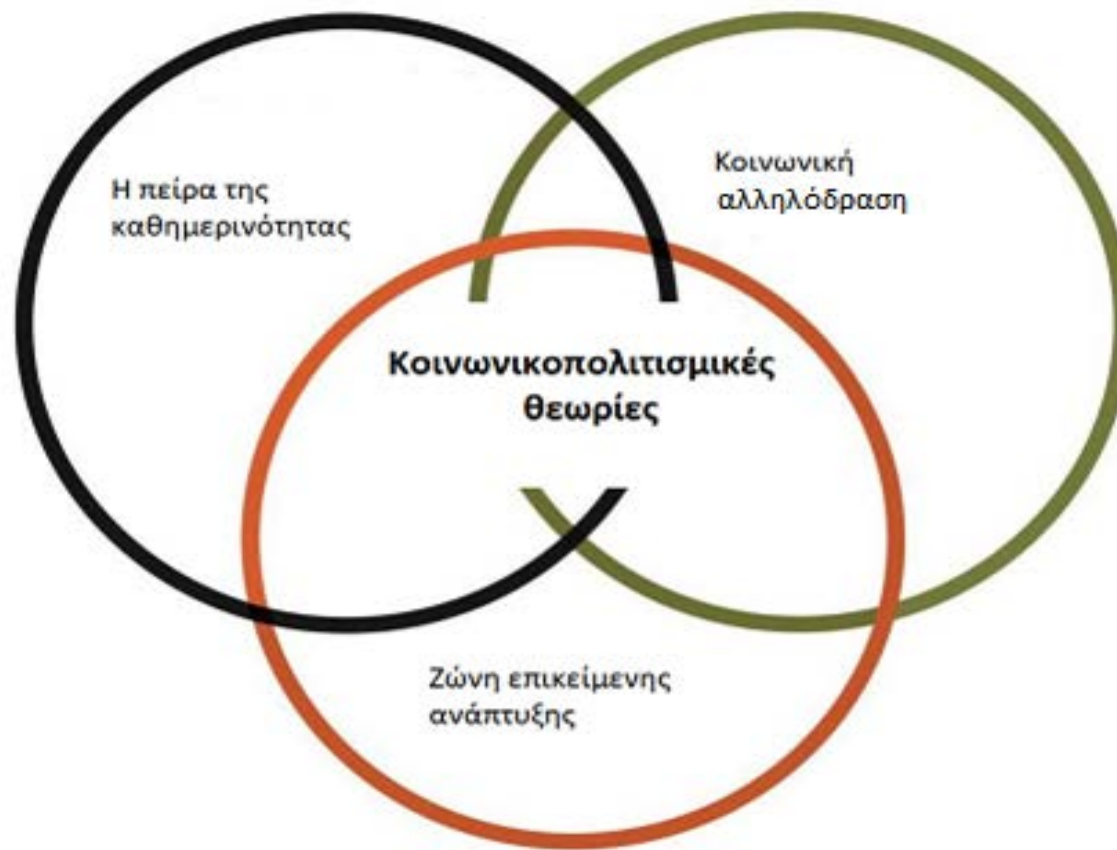 Η πείρα της
καθημερινότητας
Κοινωνική
αλληλόδραση
Κοινωνικοπολιτισμικές
θεωρίες
Ζώνη επικείμενης
ανάπτυξης